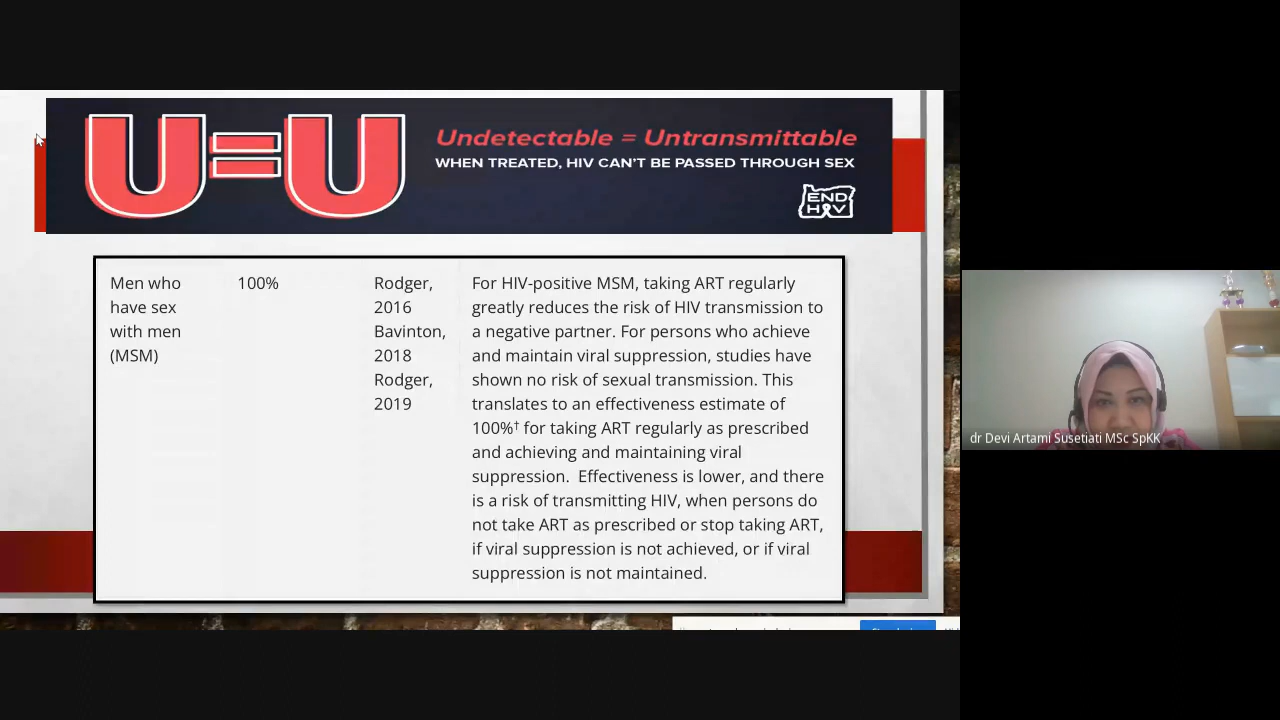 U=U
Undetectable = Untransmittable
WHEN TREATED, HIV CAN'T BE PASSED THROUGH SEX
END
HIV
Men who
have sex
with men
(MSM)
100%
Rodger,
2016
Bavinton,
2018
Rodger,
2019
For HIV-positive MSM, taking ART regularly
greatly reduces the risk of HIV transmission to
a negative partner. For persons who achieve
and maintain viral suppression, studies have
shown no risk of sexual transmission. This
translates to an effectiveness estimate of
100%† for taking ART regularly as prescribed
and achieving and maintaining viral
suppression.  Effectiveness is lower, and there
is a risk of transmitting HIV, when persons do
not take ART as prescribed or stop taking ART,
if viral suppression is not achieved, or if viral
suppression is not maintained.
dr Devi Artami Susetiati MSc SpKK